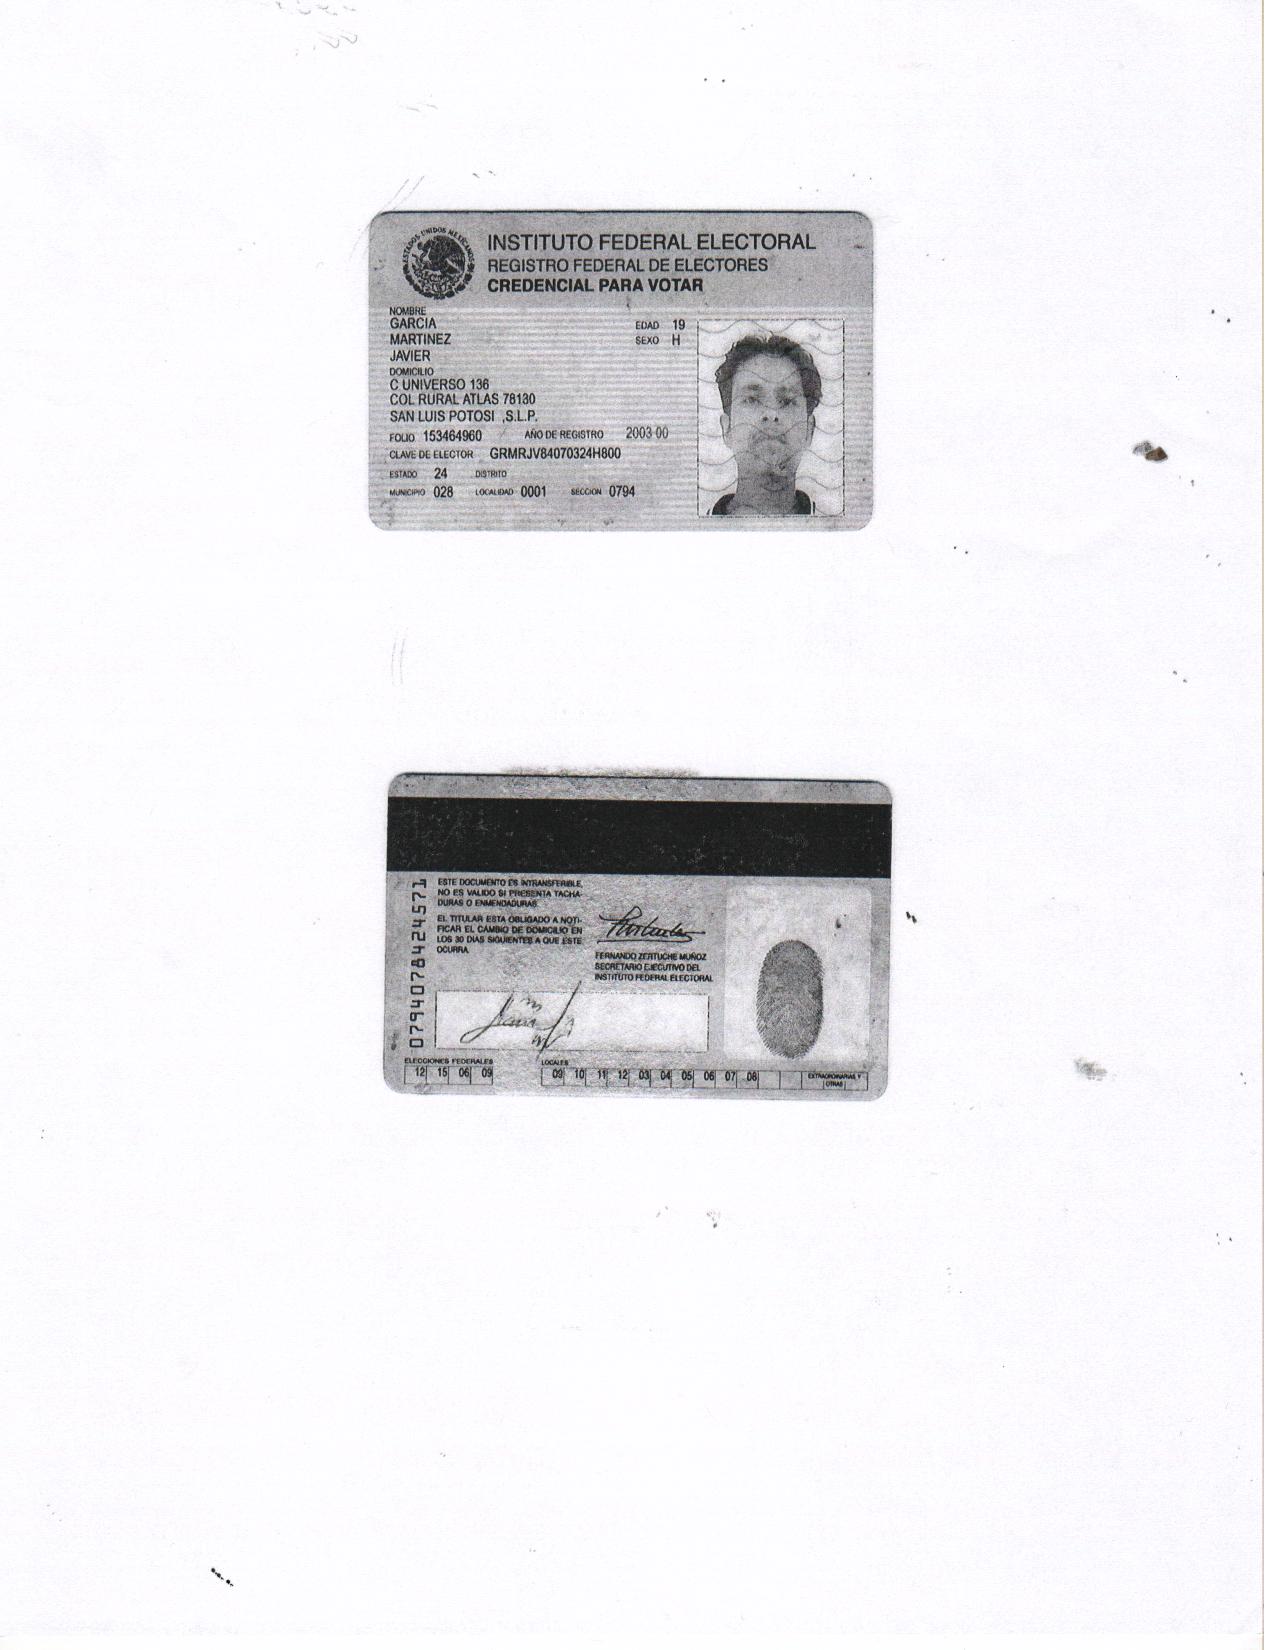 ESTADOS UNIDOS MEXICANOS
INSTITUTO FEDERAL ELECTORAL
REGISTRO FEDERAL DE ELECTORES
CREDENCIAL PARA VOTAR
NOMBRE
GARCIA EDAD 19
MARTINEZ SEXO H
JAVIER
DOMICILIO
C UNIVERSO 136
COL RURAL ATLAS 78130
SAN LUIS POTOSI ,S.L.P.
FOLIO 153464960 AÑO DE REGISTRO 2003 00
CLAVE DE ELECTOR GRMRJV84070324H800
ESTADO 24 DISTRITO
MUNICIPIO 028 LOCALIDAD 0001 SECCION 0794
0794078424571
ESTE DOCUMENTO ES INTRANSFERIBLE,
NO ES VALIDO SI PRESENTA TACHA-
DURAS O ENMENDADURAS.
EL TITULAR ESTA OBLIGADO A NOTI-
FICAR EL CAMBIO DE DOMICILIO EN
LOS 30 DIAS SIGUIENTES A QUE ESTE
OCURRA.
FERNANDO ZERTUCHE MUÑOZ
SECRETARIO EJECUTIVO DEL
INSTITUTO FEDERAL ELECTORAL
ELECCIONES FEDERALES LOCALES
12 15 06 09 09 10 11 12 03 04 05 06 07 08 EXTRAORDINARIAS Y
OTRAS